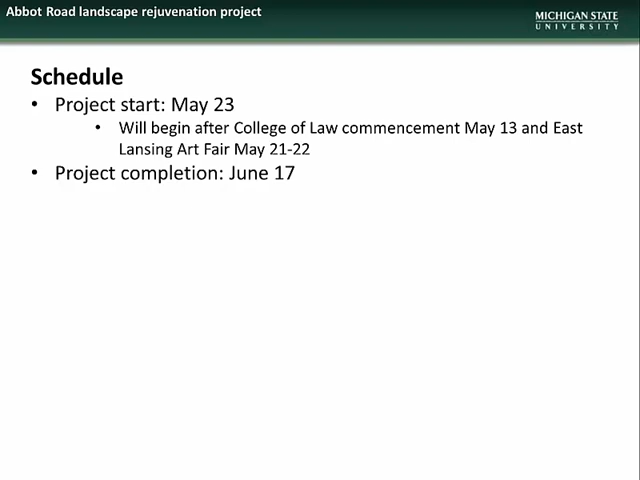 Abbot Road landscape rejuvenation project
MICHIGAN STATE
UNIVERSITY
Schedule
• Project start: May 23
• Will begin after College of Law commencement May 13 and East
Lansing Art Fair May 21-22
• Project completion: June 17